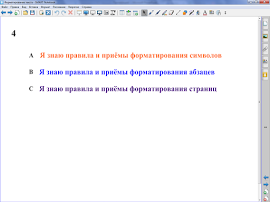 4
A Я знаю правила и приёмы форматирования символов
B Я знаю правила и приёмы форматирования абзацев
C Я знаю правила и приёмы форматирования страниц